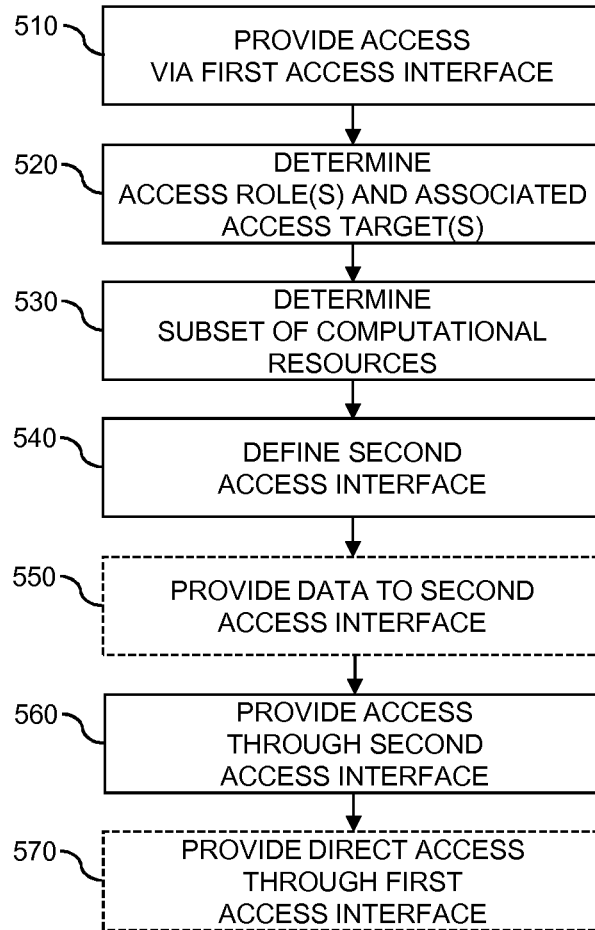 510
PROVIDE ACCESS
VIA FIRST ACCESS INTERFACE
520
DETERMINE
ACCESS ROLE(S) AND ASSOCIATED
ACCESS TARGET(S)
530
DETERMINE
SUBSET OF COMPUTATIONAL
RESOURCES
540
DEFINE SECOND
ACCESS INTERFACE
550
PROVIDE DATA TO SECOND
ACCESS INTERFACE
560
PROVIDE ACCESS
THROUGH SECOND
ACCESS INTERFACE
570
PROVIDE DIRECT ACCESS
THROUGH FIRST
ACCESS INTERFACE